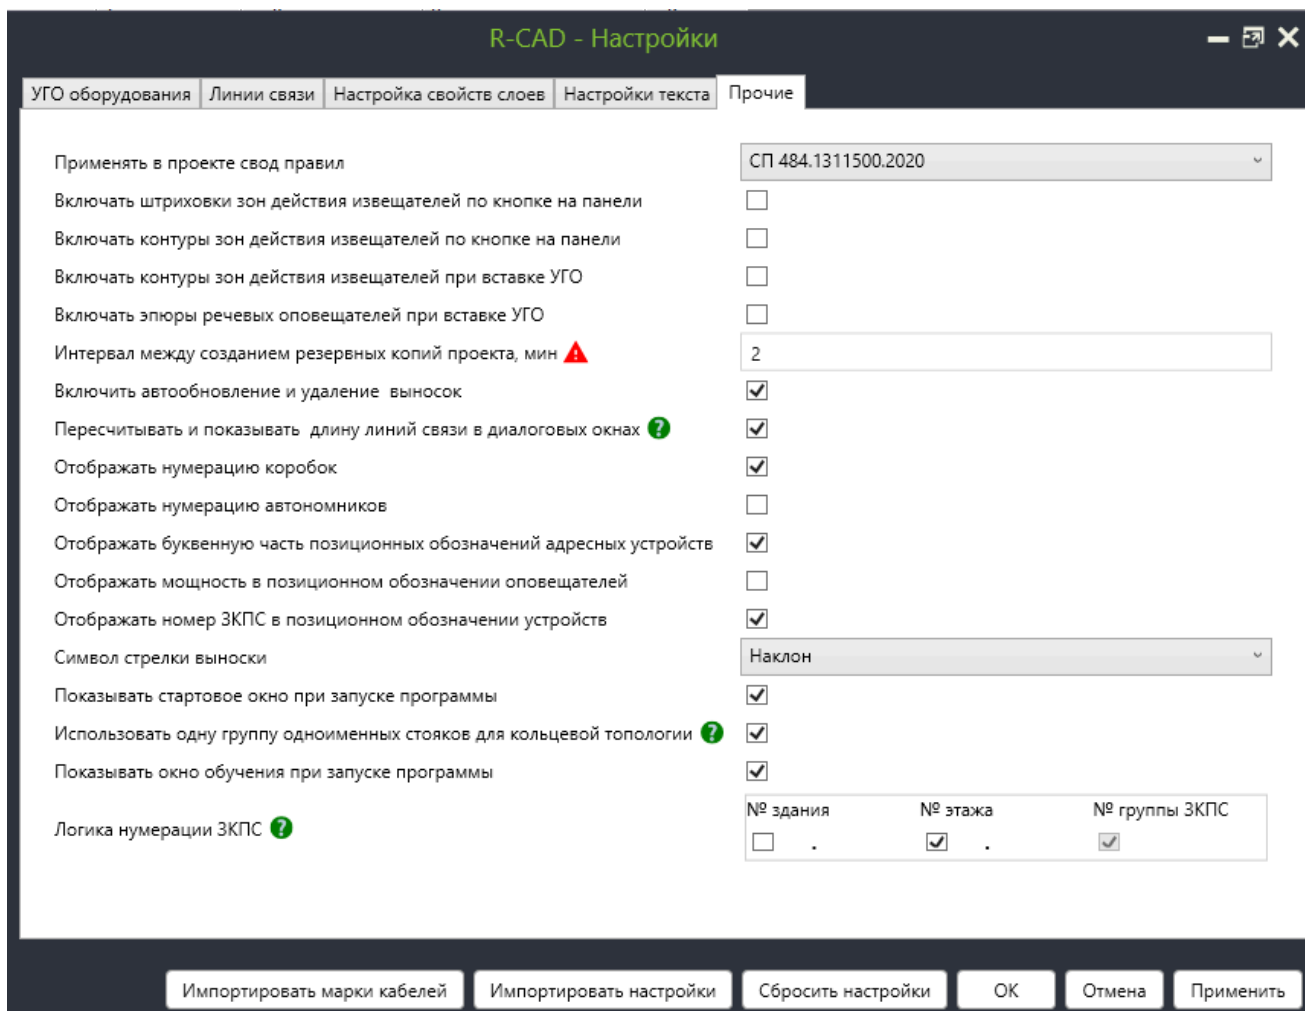 R-CAD - Настройки
УГО оборудования Линии связи Настройка свойств слоев Настройки текста Прочие
Применять в проекте свод правил СП 484.1311500.2020
Включать штриховки зон действия извещателей по кнопке на панели
Включать контуры зон действия извещателей по кнопке на панели
Включать контуры зон действия извещателей при вставке УГО
Включать эпюры речевых оповещателей при вставке УГО
Интервал между созданием резервных копий проекта, мин 2
Включить автообновление и удаление выносок
Пересчитывать и показывать длину линий связи в диалоговых окнах ?
Отображать нумерацию коробок
Отображать нумерацию автономников
Отображать буквенную часть позиционных обозначений адресных устройств
Отображать мощность в позиционном обозначении оповещателей
Отображать номер ЗКПС в позиционном обозначении устройств
Символ стрелки выноски Наклон
Показывать стартовое окно при запуске программы
Использовать одну группу одноименных стояков для кольцевой топологии ?
Показывать окно обучения при запуске программы
№ здания № этажа № группы ЗКПС
Логика нумерации ЗКПС ? . .
Импортировать марки кабелей Импортировать настройки Сбросить настройки ОК Отмена Применить